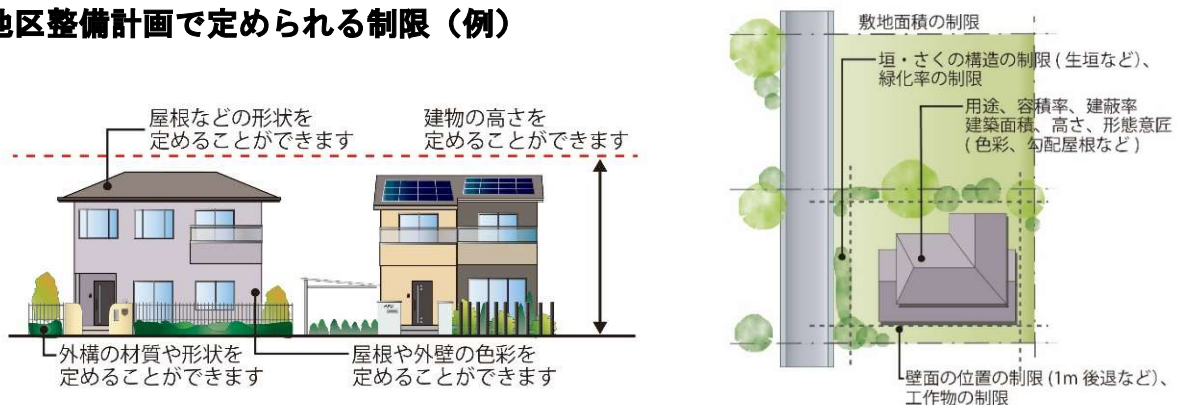 地区整備計画で定められる制限（例）
屋根などの形状を
定めることができます
建物の高さを
定めることができます
外構の材質や形状を
定めることができます
屋根や外壁の色彩を
定めることができます
敷地面積の制限
垣・さくの構造の制限 ( 生垣など )、
緑化率の制限
用途、容積率、建蔽率
建築面積、高さ、形態意匠
( 色彩、勾配屋根など )
壁面の位置の制限 (1m 後退など )、
工作物の制限